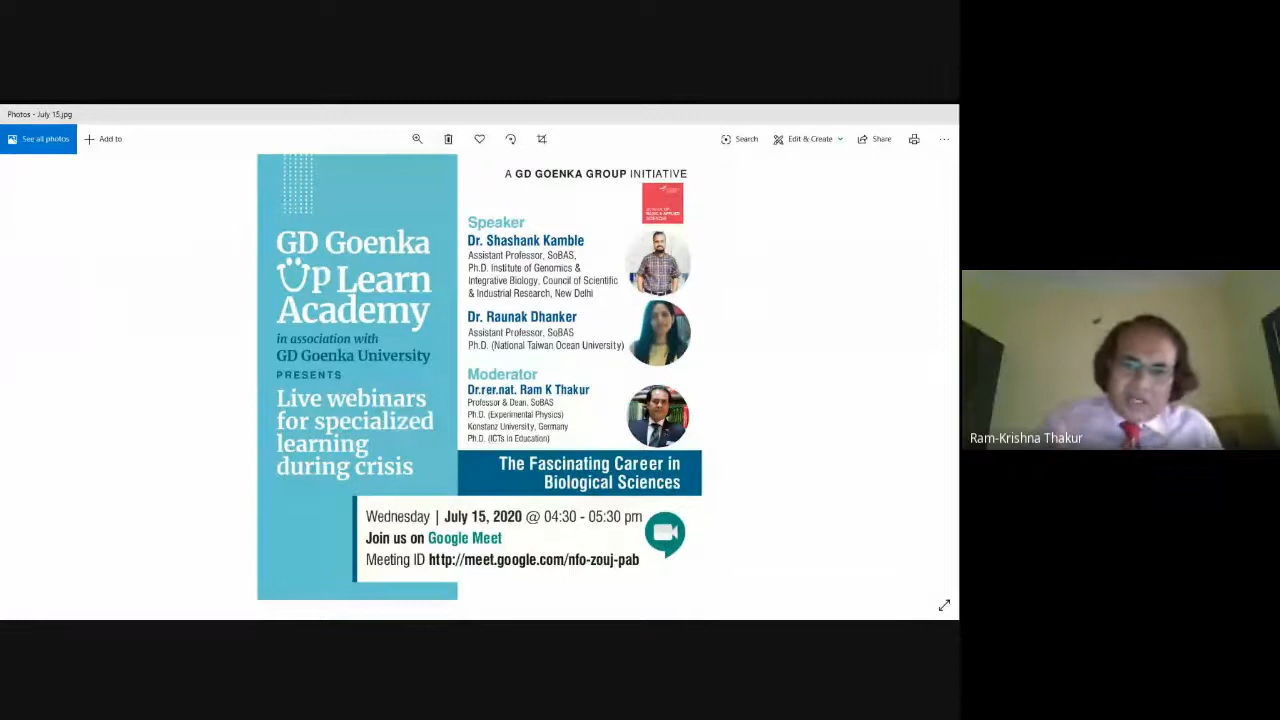 Photos - July 15.jpg
See all photos
Add to
Search
Edit & Create
Share
A GD GOENKA GROUP INITIATIVE
GD Goenka
UP Learn
Academy
in association with
GD Goenka University
PRESENTS
Live webinars
for specialized
learning
during crisis
SCHOOL OF
BASIC & APPLIED
SCIENCES
Speaker
Dr. Shashank Kamble
Assistant Professor, SoBAS,
Ph.D. Institute of Genomics &
Integrative Biology, Council of Scientific
& Industrial Research, New Delhi
Dr. Raunak Dhanker
Assistant Professor, SoBAS
Ph.D. (National Taiwan Ocean University)
Moderator
Dr.rer.nat. Ram K Thakur
Professor & Dean, SoBAS
Ph.D. (Experimental Physics)
Konstanz University, Germany
Ph.D. (ICTs in Education)
The Fascinating Career in
Biological Sciences
Wednesday | July 15, 2020 @ 04:30 - 05:30 pm
Join us on Google Meet
Meeting ID http://meet.google.com/nfo-zouj-pab
Ram-Krishna Thakur